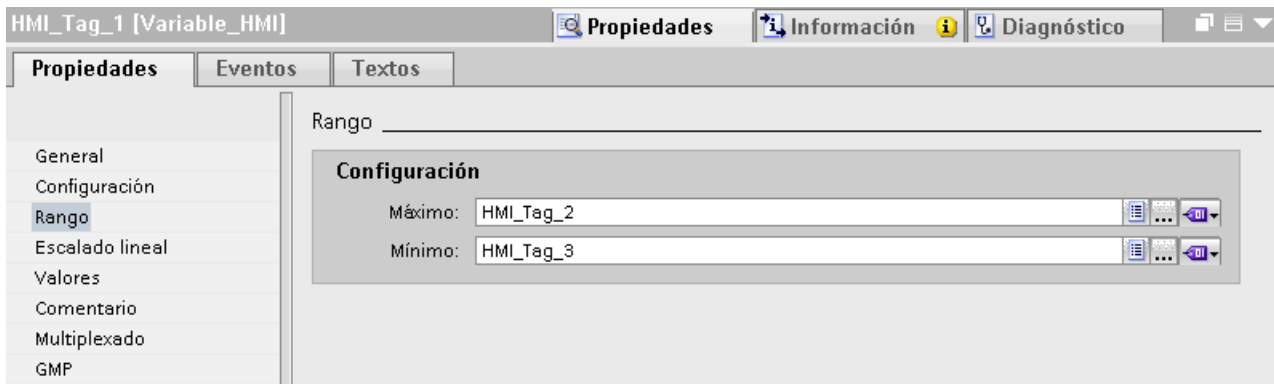 HMI_Tag_1 [Variable_HMI]
Propiedades
Información
Diagnóstico
Propiedades
Eventos
Textos
General
Configuración
Rango
Escalado lineal
Valores
Comentario
Multiplexado
GMP
Rango
Configuración
Máximo: HMI_Tag_2
Mínimo: HMI_Tag_3